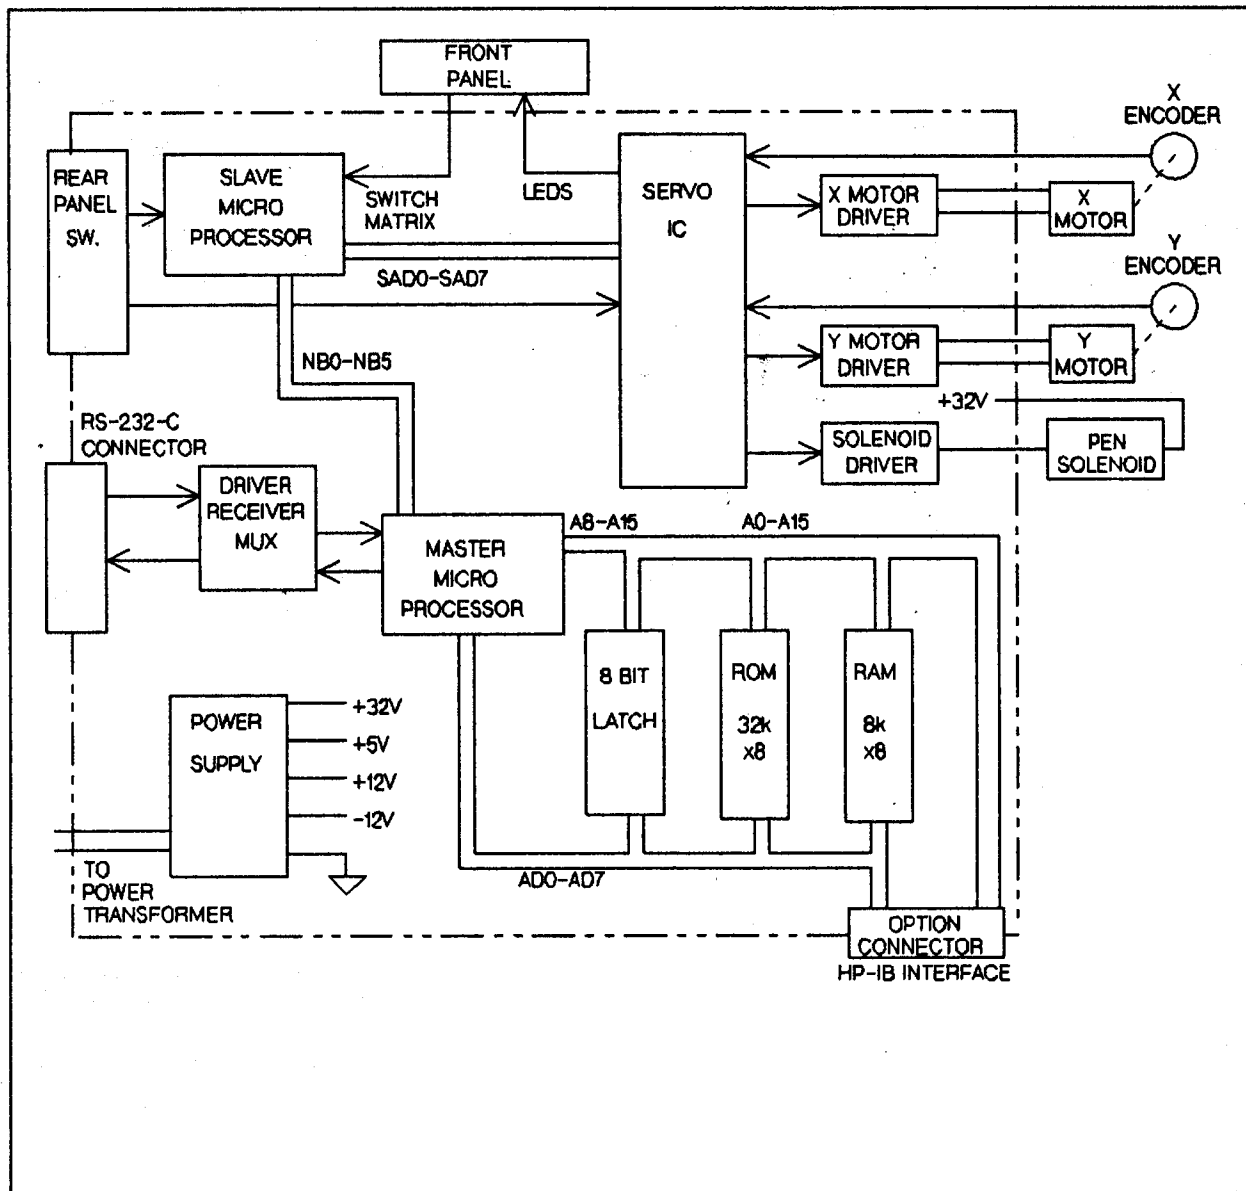 FRONT
PANEL
X
ENCODER
REAR
PANEL
SW.
SLAVE
MICRO
PROCESSOR
SWITCH
MATRIX
LEDS
SERVO
IC
X MOTOR
DRIVER
X
MOTOR
Y
ENCODER
SAD0-SAD7
NB0-NB5
Y MOTOR
DRIVER
Y
MOTOR
+32V
RS-232-C
CONNECTOR
SOLENOID
DRIVER
PEN
SOLENOID
DRIVER
RECEIVER
MUX
MASTER
MICRO
PROCESSOR
A8-A15
A0-A15
8 BIT
LATCH
ROM
32k
x8
RAM
8k
x8
POWER
SUPPLY
+32V
+5V
+12V
-12V
TO
POWER
TRANSFORMER
AD0-AD7
OPTION
CONNECTOR
HP-IB INTERFACE